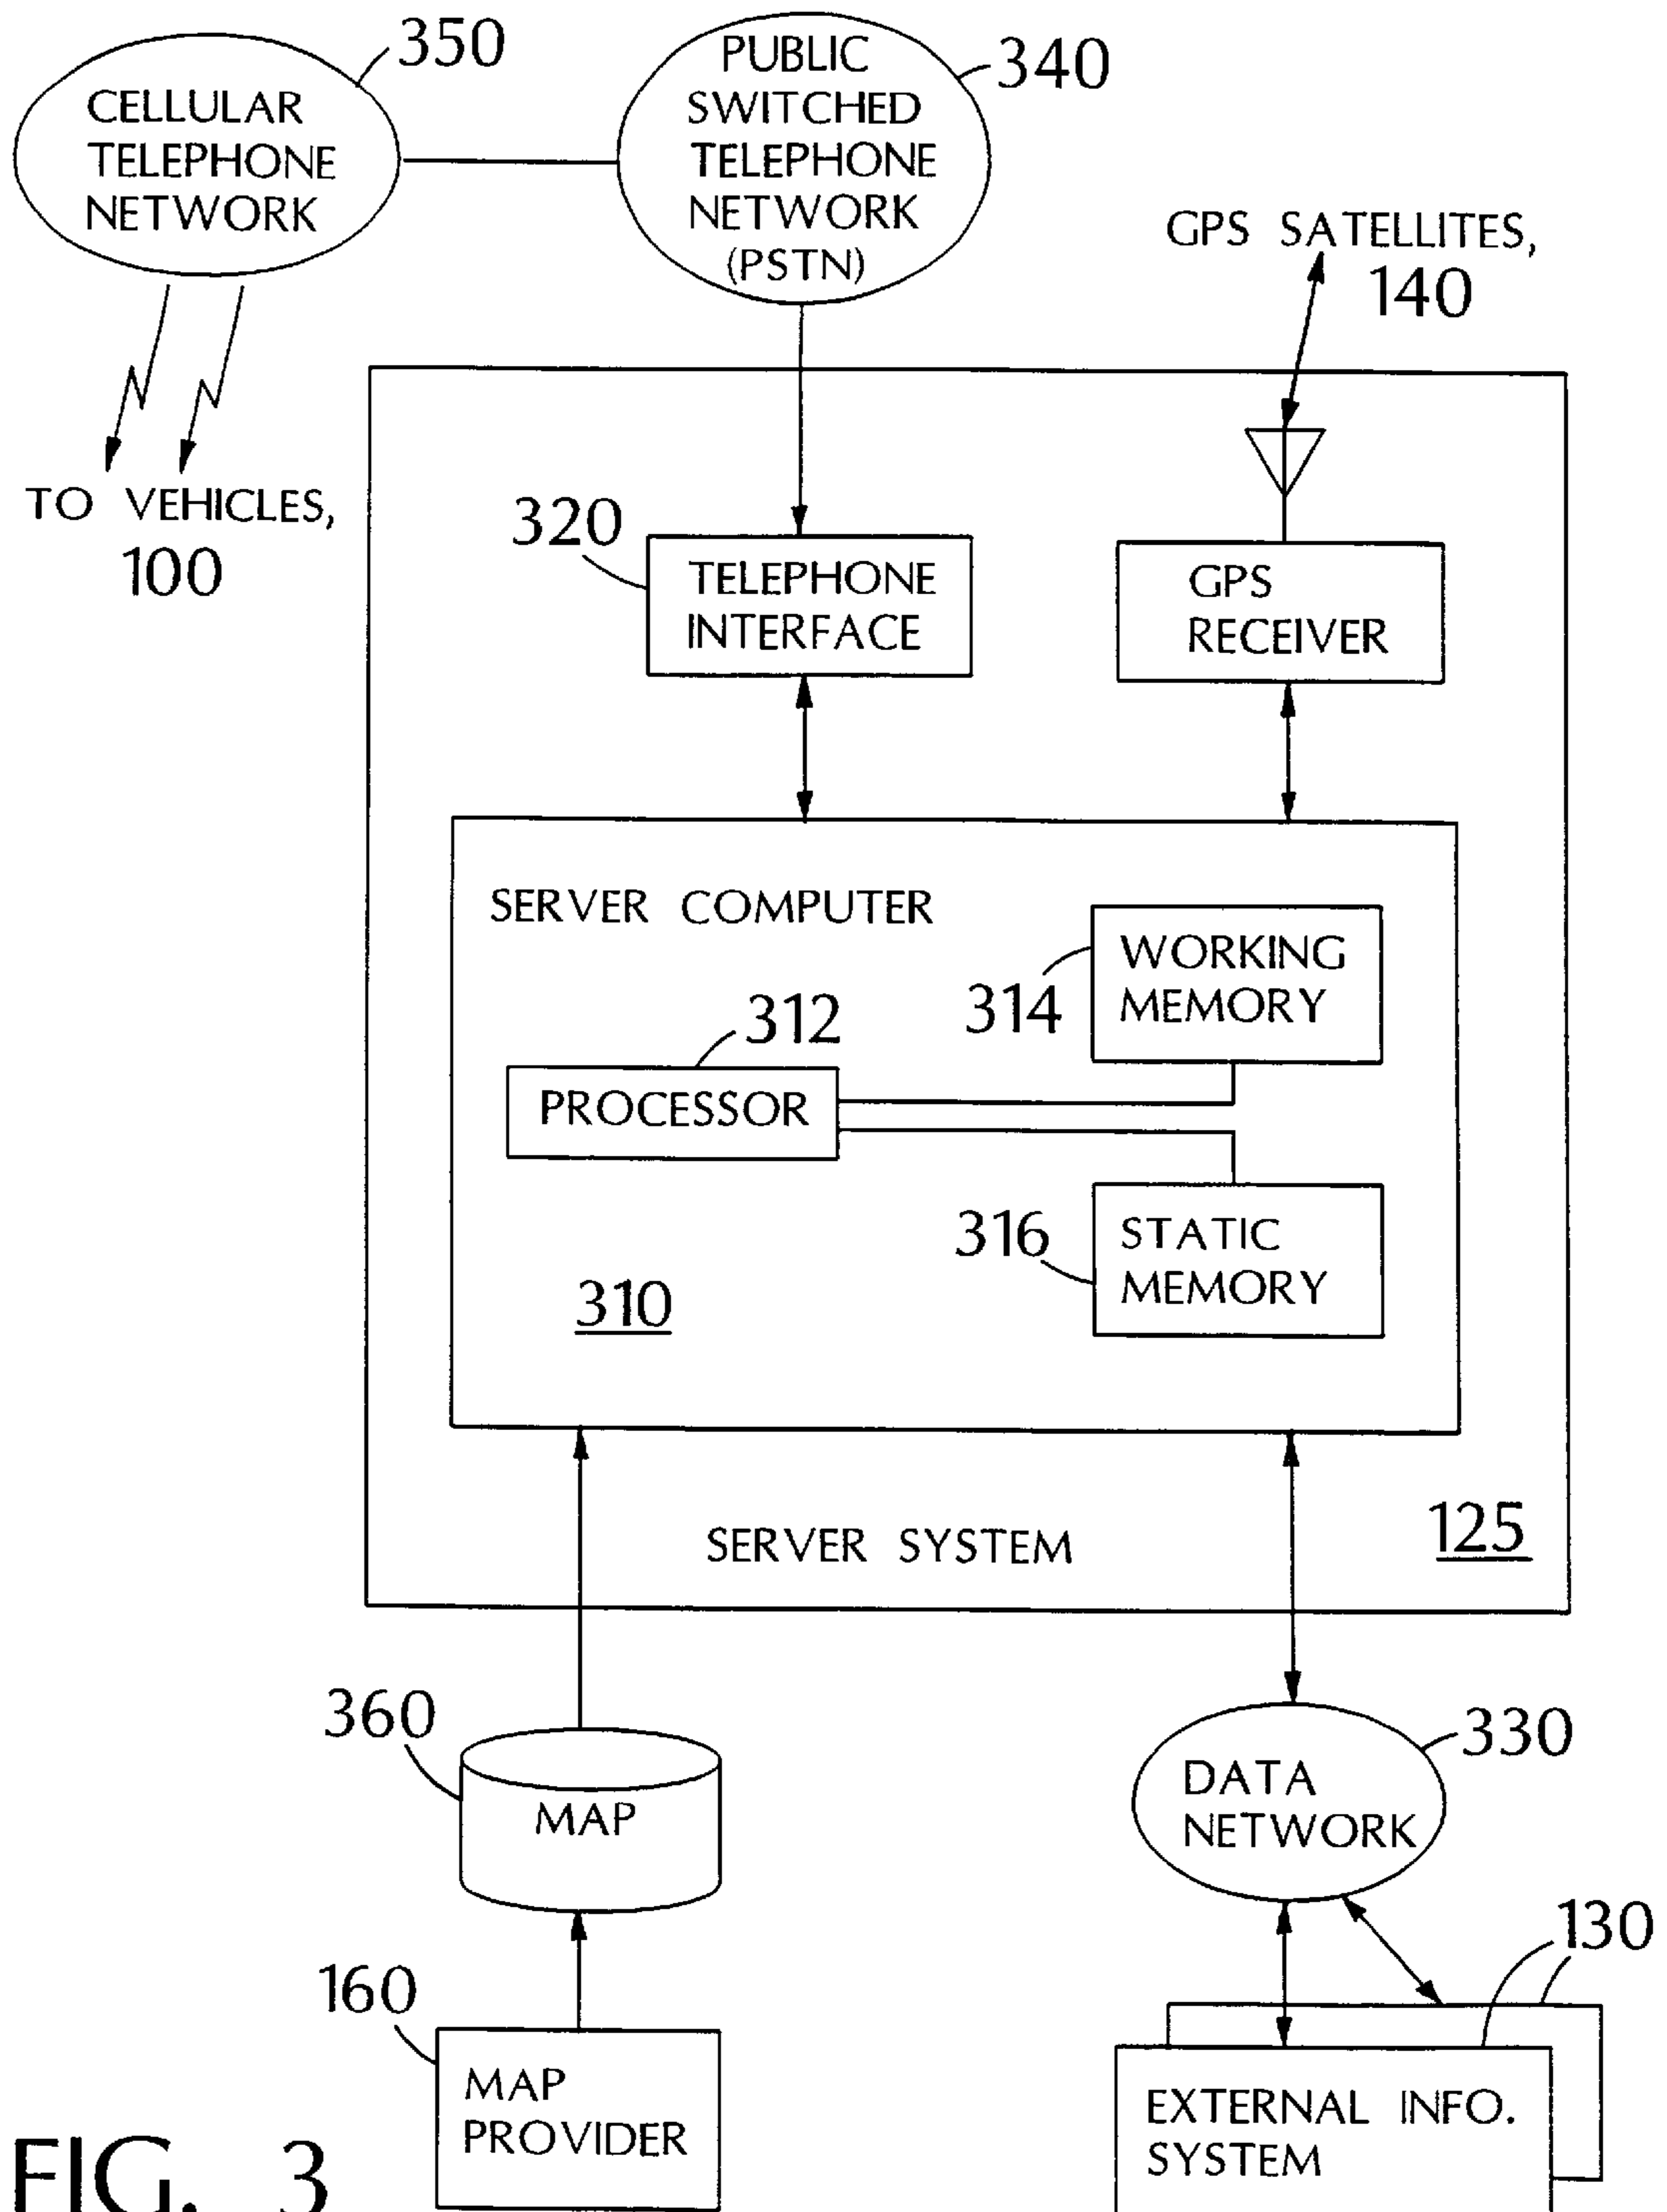 350
CELLULAR
TELEPHONE
NETWORK
PUBLIC
SWITCHED
TELEPHONE
NETWORK
(PSTN)
340
GPS SATELLITES,
140
TO VEHICLES,
100
320
TELEPHONE
INTERFACE
GPS
RECEIVER
SERVER COMPUTER
WORKING
MEMORY
314
312
PROCESSOR
316
STATIC
MEMORY
310
SERVER SYSTEM
125
360
MAP
330
DATA
NETWORK
130
160
MAP
PROVIDER
EXTERNAL INFO.
SYSTEM
FIG. 3